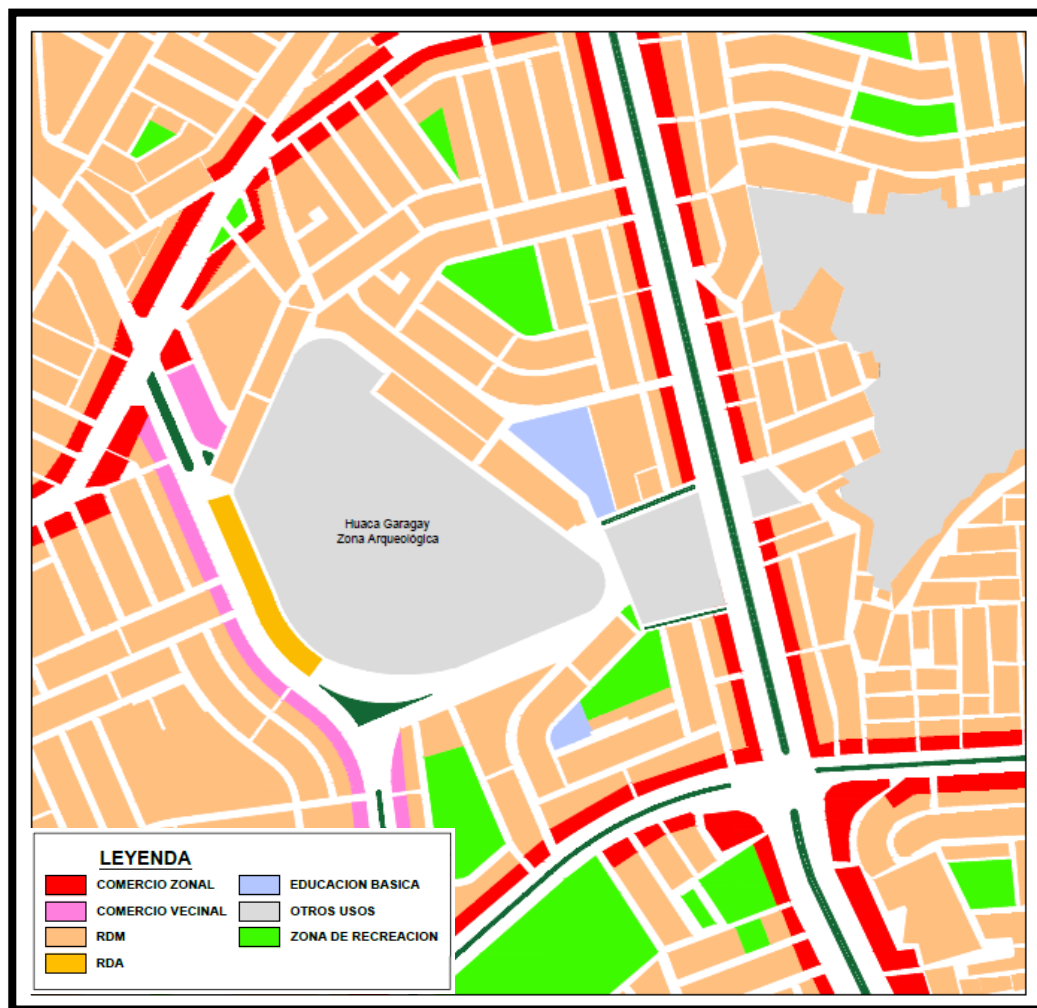 Huaca Garagay
Zona Arqueológica
LEYENDA
COMERCIO ZONAL
COMERCIO VECINAL
RDM
RDA
EDUCACION BASICA
OTROS USOS
ZONA DE RECREACION